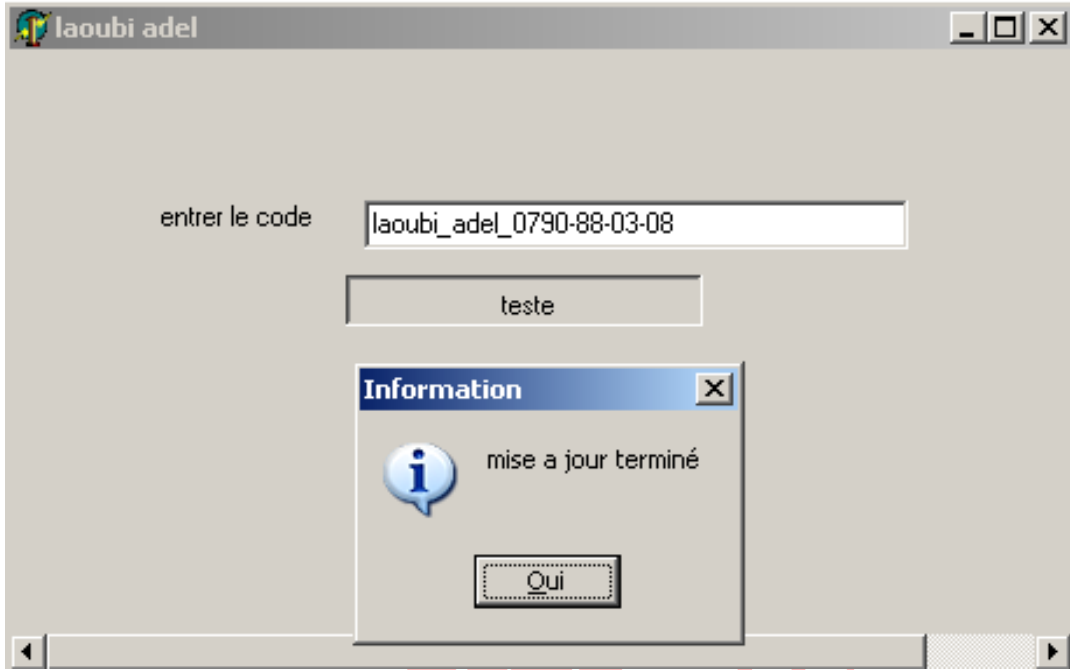 laoubi adel
entrer le code
laoubi_adel_0790-88-03-08
teste
Information
mise a jour terminé
Oui